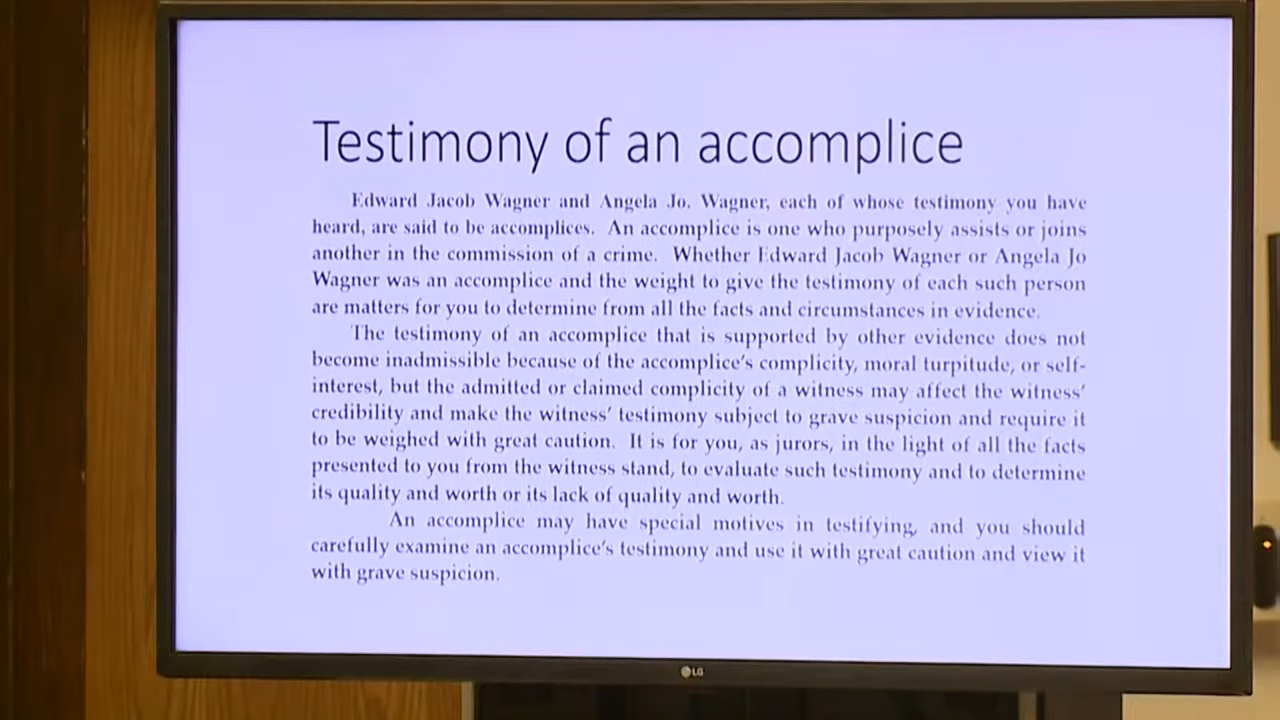 Testimony of an accomplice
Edward Jacob Wagner and Angela Jo. Wagner, each of whose testimony you have
heard, are said to be accomplices. An accomplice is one who purposely assists or joins
another in the commission of a crime. Whether Edward Jacob Wagner or Angela Jo
Wagner was an accomplice and the weight to give the testimony of each such person
are matters for you to determine from all the facts and circumstances in evidence.
The testimony of an accomplice that is supported by other evidence does not
become inadmissible because of the accomplice's complicity, moral turpitude, or self-
interest, but the admitted or claimed complicity of a witness may affect the witness'
credibility and make the witness' testimony subject to grave suspicion and require it
to be weighed with great caution. It is for you, as jurors, in the light of all the facts
presented to you from the witness stand, to evaluate such testimony and to determine
its quality and worth or its lack of quality and worth.
An accomplice may have special motives in testifying, and you should
carefully examine an accomplice's testimony and use it with great caution and view it
with grave suspicion.
LG